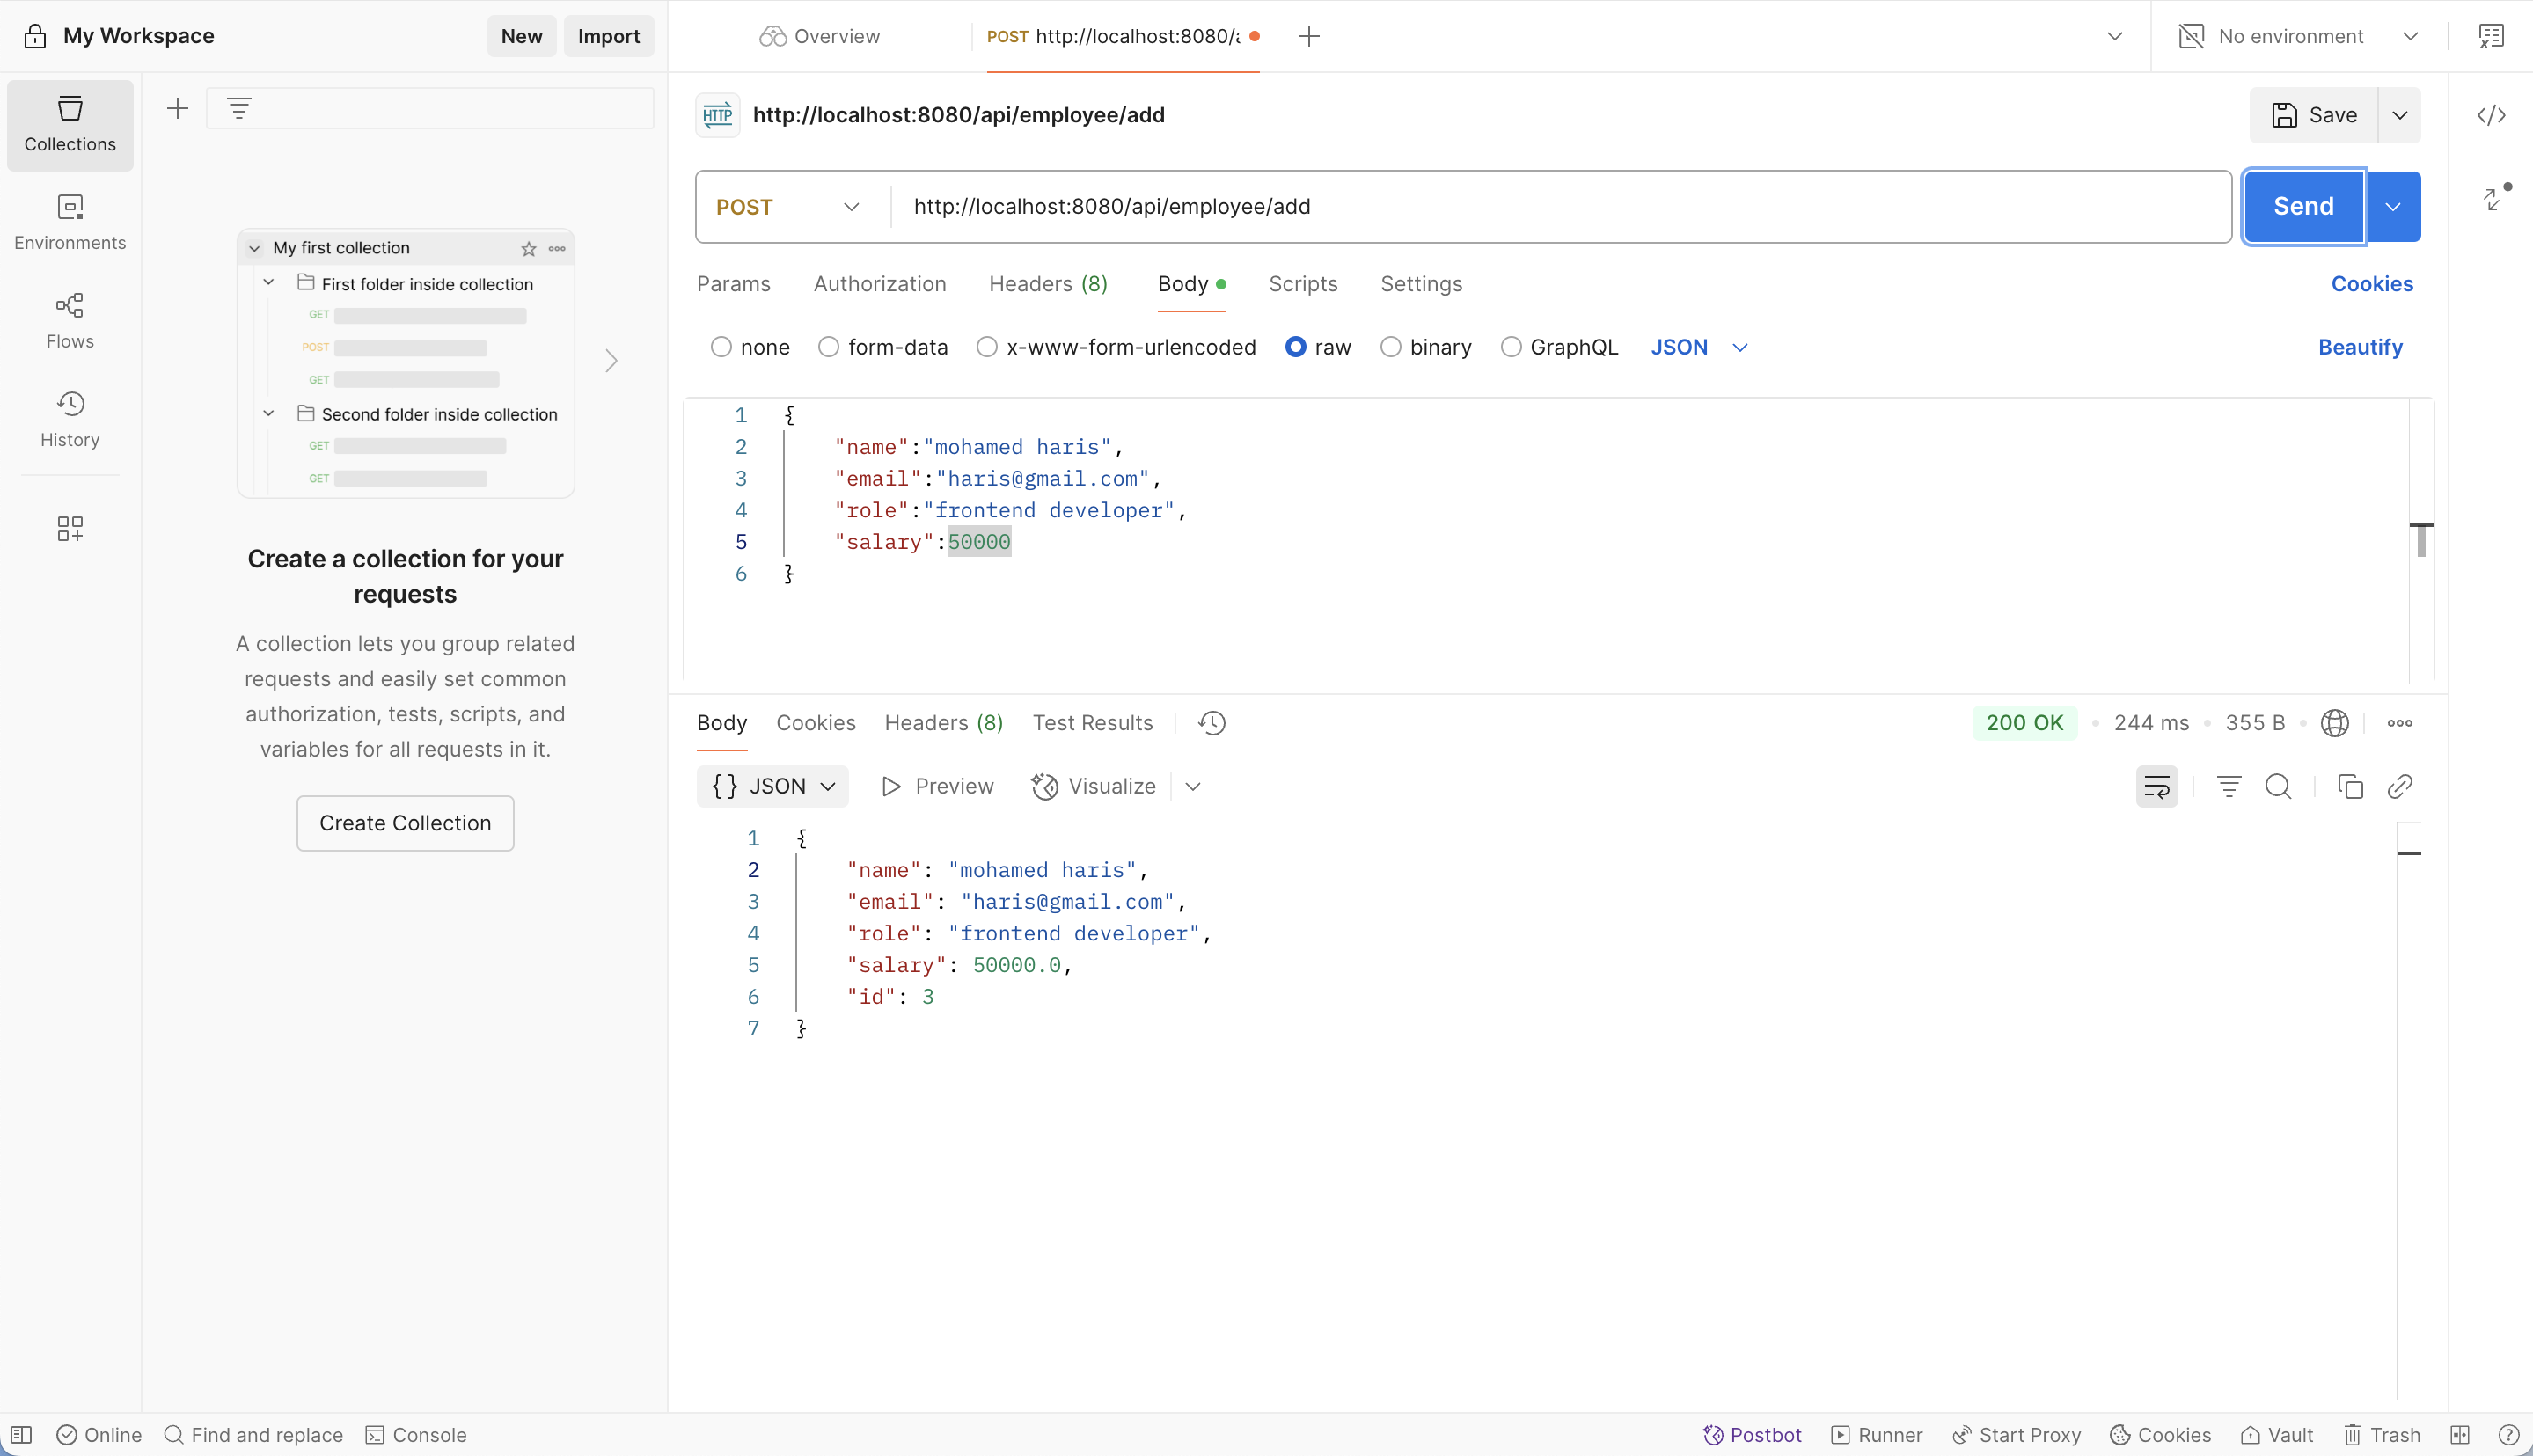 My Workspace
New
Import
Overview
POST http://localhost:8080/a
No environment
Collections
Environments
Flows
History
My first collection
First folder inside collection
GET
POST
GET
Second folder inside collection
GET
GET
Create a collection for your
requests
A collection lets you group related
requests and easily set common
authorization, tests, scripts, and
variables for all requests in it.
Create Collection
HTTP
http://localhost:8080/api/employee/add
Save
POST
http://localhost:8080/api/employee/add
Send
Params
Authorization
Headers (8)
Body
Scripts
Settings
Cookies
none
form-data
x-www-form-urlencoded
raw
binary
GraphQL
JSON
Beautify
1 {
2 "name":"mohamed haris",
3 "email":"haris@gmail.com",
4 "role":"frontend developer",
5 "salary":50000
6 }
Body
Cookies
Headers (8)
Test Results
200 OK
244 ms
355 B
{} JSON
Preview
Visualize
1 {
2 "name": "mohamed haris",
3 "email": "haris@gmail.com",
4 "role": "frontend developer",
5 "salary": 50000.0,
6 "id": 3
7 }
Online
Find and replace
Console
Postbot
Runner
Start Proxy
Cookies
Vault
Trash